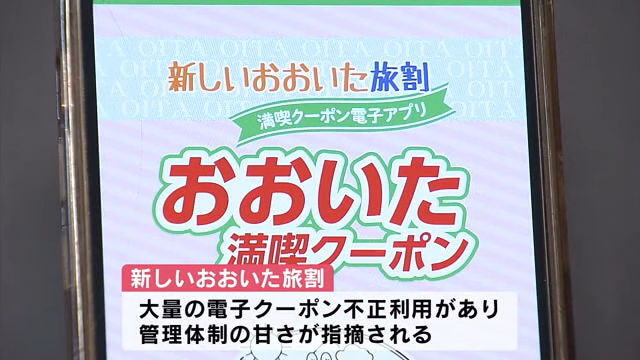 OITA OITA OITA OITA OITA
新しいおおいた旅割
満喫クーポン電子アプリ
おおいた
満喫クーポン
新しいおおいた旅割
大量の電子クーポン不正利用があり
管理体制の甘さが指摘される